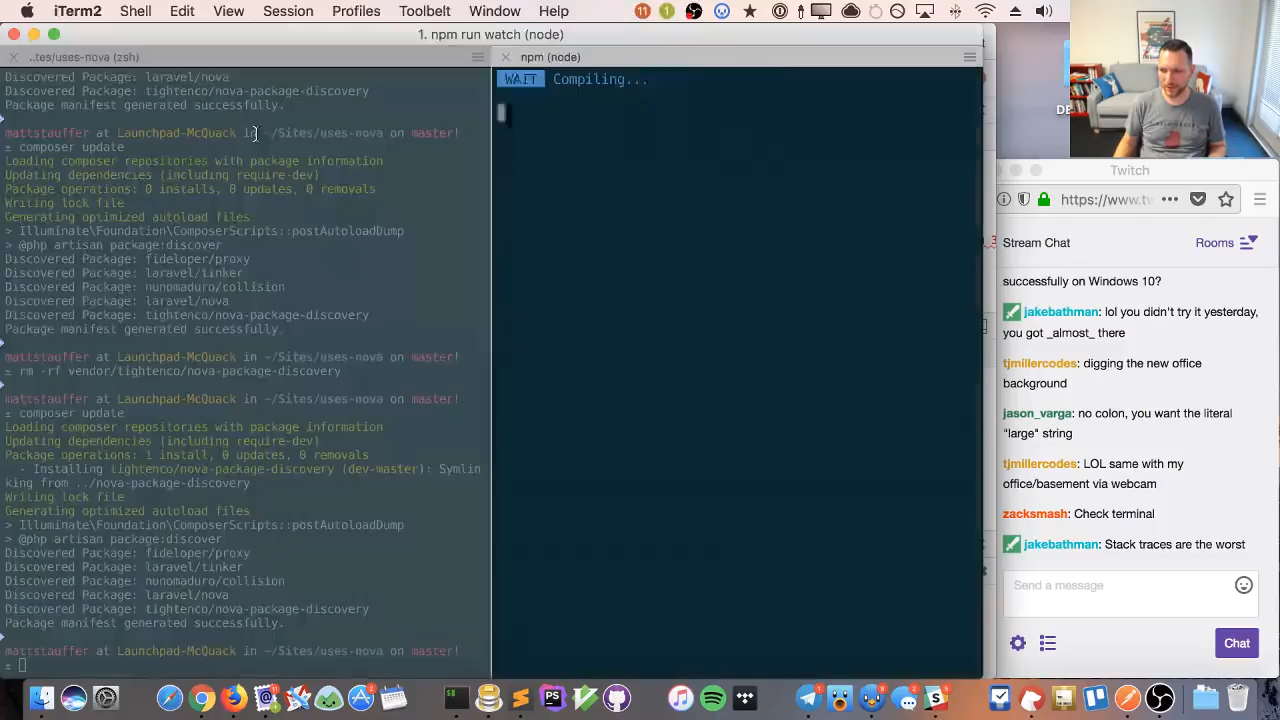 iTerm2 Shell Edit View Session Profiles Toolbelt Window Help 11 1
1. npm run watch (node)
..tes/uses-nova (zsh)
npm (node)
Discovered Package: laravel/nova
Discovered Package: tightenco/nova-package-discovery
Package manifest generated successfully.
mattstauffer at Launchpad-McQuack in ~/Sites/uses-nova on master!
± composer update
Loading composer repositories with package information
Updating dependencies (including require-dev)
Package operations: 0 installs, 0 updates, 0 removals
Writing lock file
Generating optimized autoload files
> Illuminate\Foundation\ComposerScripts::postAutoloadDump
> @php artisan package:discover
Discovered Package: fideloper/proxy
Discovered Package: laravel/tinker
Discovered Package: nunomaduro/collision
Discovered Package: laravel/nova
Discovered Package: tightenco/nova-package-discovery
Package manifest generated successfully.
mattstauffer at Launchpad-McQuack in ~/Sites/uses-nova on master!
± rm -rf vendor/tightenco/nova-package-discovery
mattstauffer at Launchpad-McQuack in ~/Sites/uses-nova on master!
± composer update
Loading composer repositories with package information
Updating dependencies (including require-dev)
Package operations: 1 install, 0 updates, 0 removals
- Installing tightenco/nova-package-discovery (dev-master): Symlin
king from ../nova-package-discovery
Writing lock file
Generating optimized autoload files
> Illuminate\Foundation\ComposerScripts::postAutoloadDump
> @php artisan package:discover
Discovered Package: fideloper/proxy
Discovered Package: laravel/tinker
Discovered Package: nunomaduro/collision
Discovered Package: laravel/nova
Discovered Package: tightenco/nova-package-discovery
Package manifest generated successfully.
mattstauffer at Launchpad-McQuack in ~/Sites/uses-nova on master!
±
WAIT Compiling...
DE
Twitch
https://www.tw
Stream Chat
Rooms
successfully on Windows 10?
jakebathman: lol you didn't try it yesterday,
you got _almost_ there
tjmillercodes: digging the new office
background
jason_varga: no colon, you want the literal
"large" string
tjmillercodes: LOL same with my
office/basement via webcam
zacksmash: Check terminal
jakebathman: Stack traces are the worst
Send a message
Chat